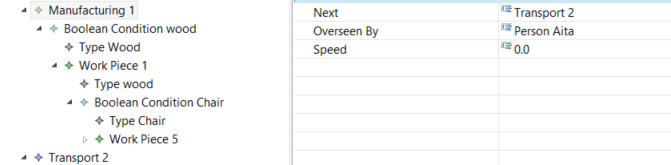 Manufacturing 1
Boolean Condition wood
Type Wood
Work Piece 1
Type wood
Boolean Condition Chair
Type Chair
Work Piece 5
Transport 2
Next Transport 2
Overseen By Person Aita
Speed 0.0